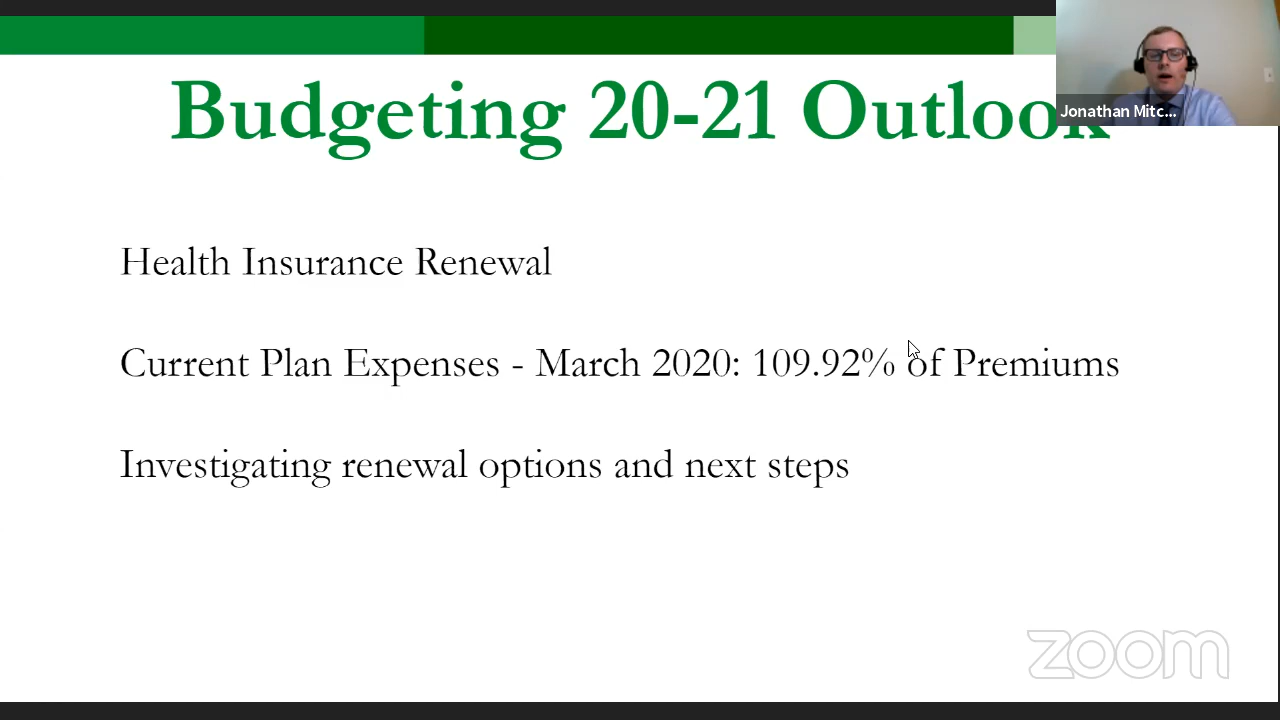 Budgeting 20-21 Outlook
Jonathan Mitc...
Health Insurance Renewal
Current Plan Expenses - March 2020: 109.92% of Premiums
Investigating renewal options and next steps
zoom